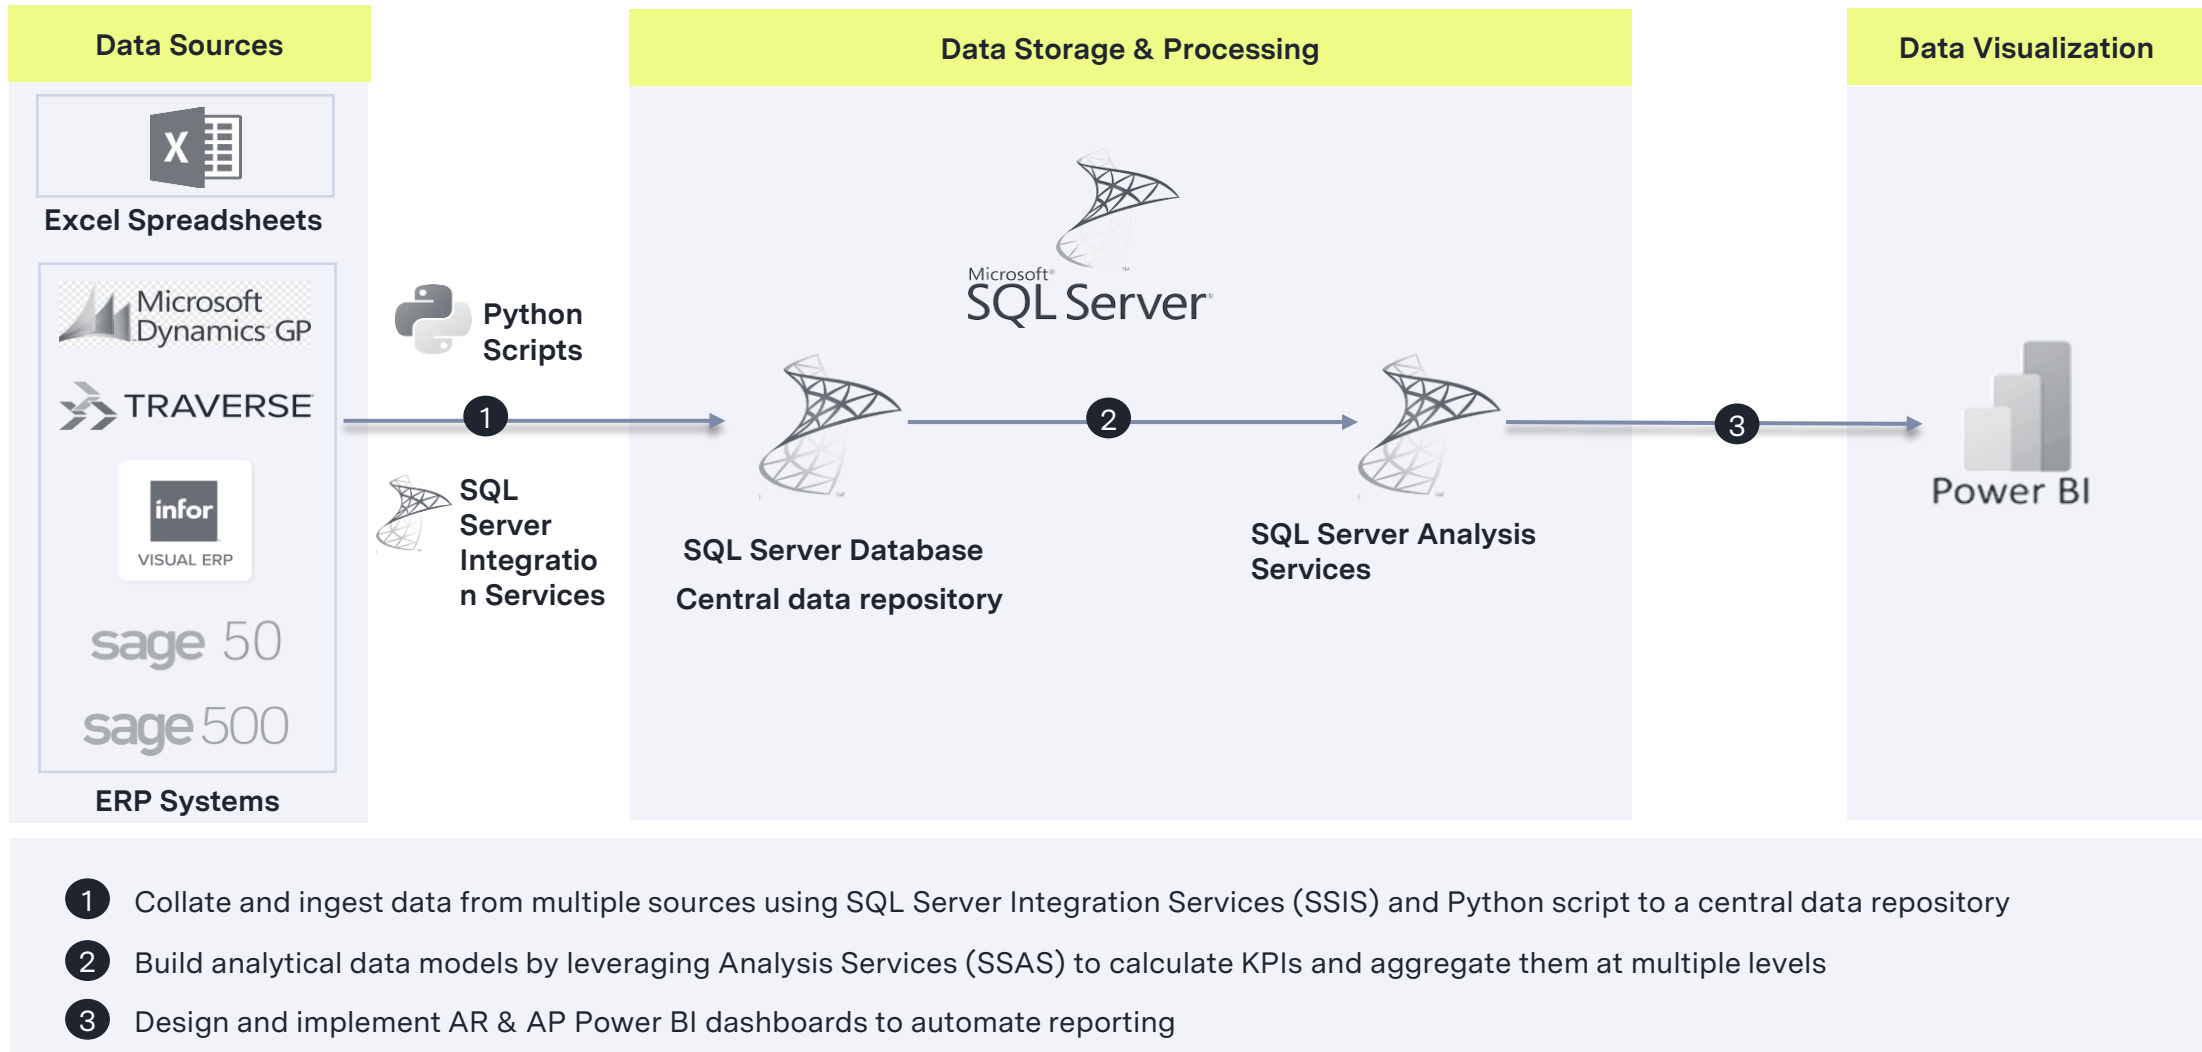 Data Sources
Data Storage & Processing
Data Visualization
X
Excel Spreadsheets
Microsoft
Dynamics GP
TRAVERSE
infor
VISUAL ERP
sage 50
sage 500
ERP Systems
Python
Scripts
1
SQL
Server
Integratio
n Services
Microsoft®
SQL Server®
SQL Server Database
Central data repository
2
SQL Server Analysis
Services
3
Power BI
1 Collate and ingest data from multiple sources using SQL Server Integration Services (SSIS) and Python script to a central data repository
2 Build analytical data models by leveraging Analysis Services (SSAS) to calculate KPIs and aggregate them at multiple levels
3 Design and implement AR & AP Power BI dashboards to automate reporting